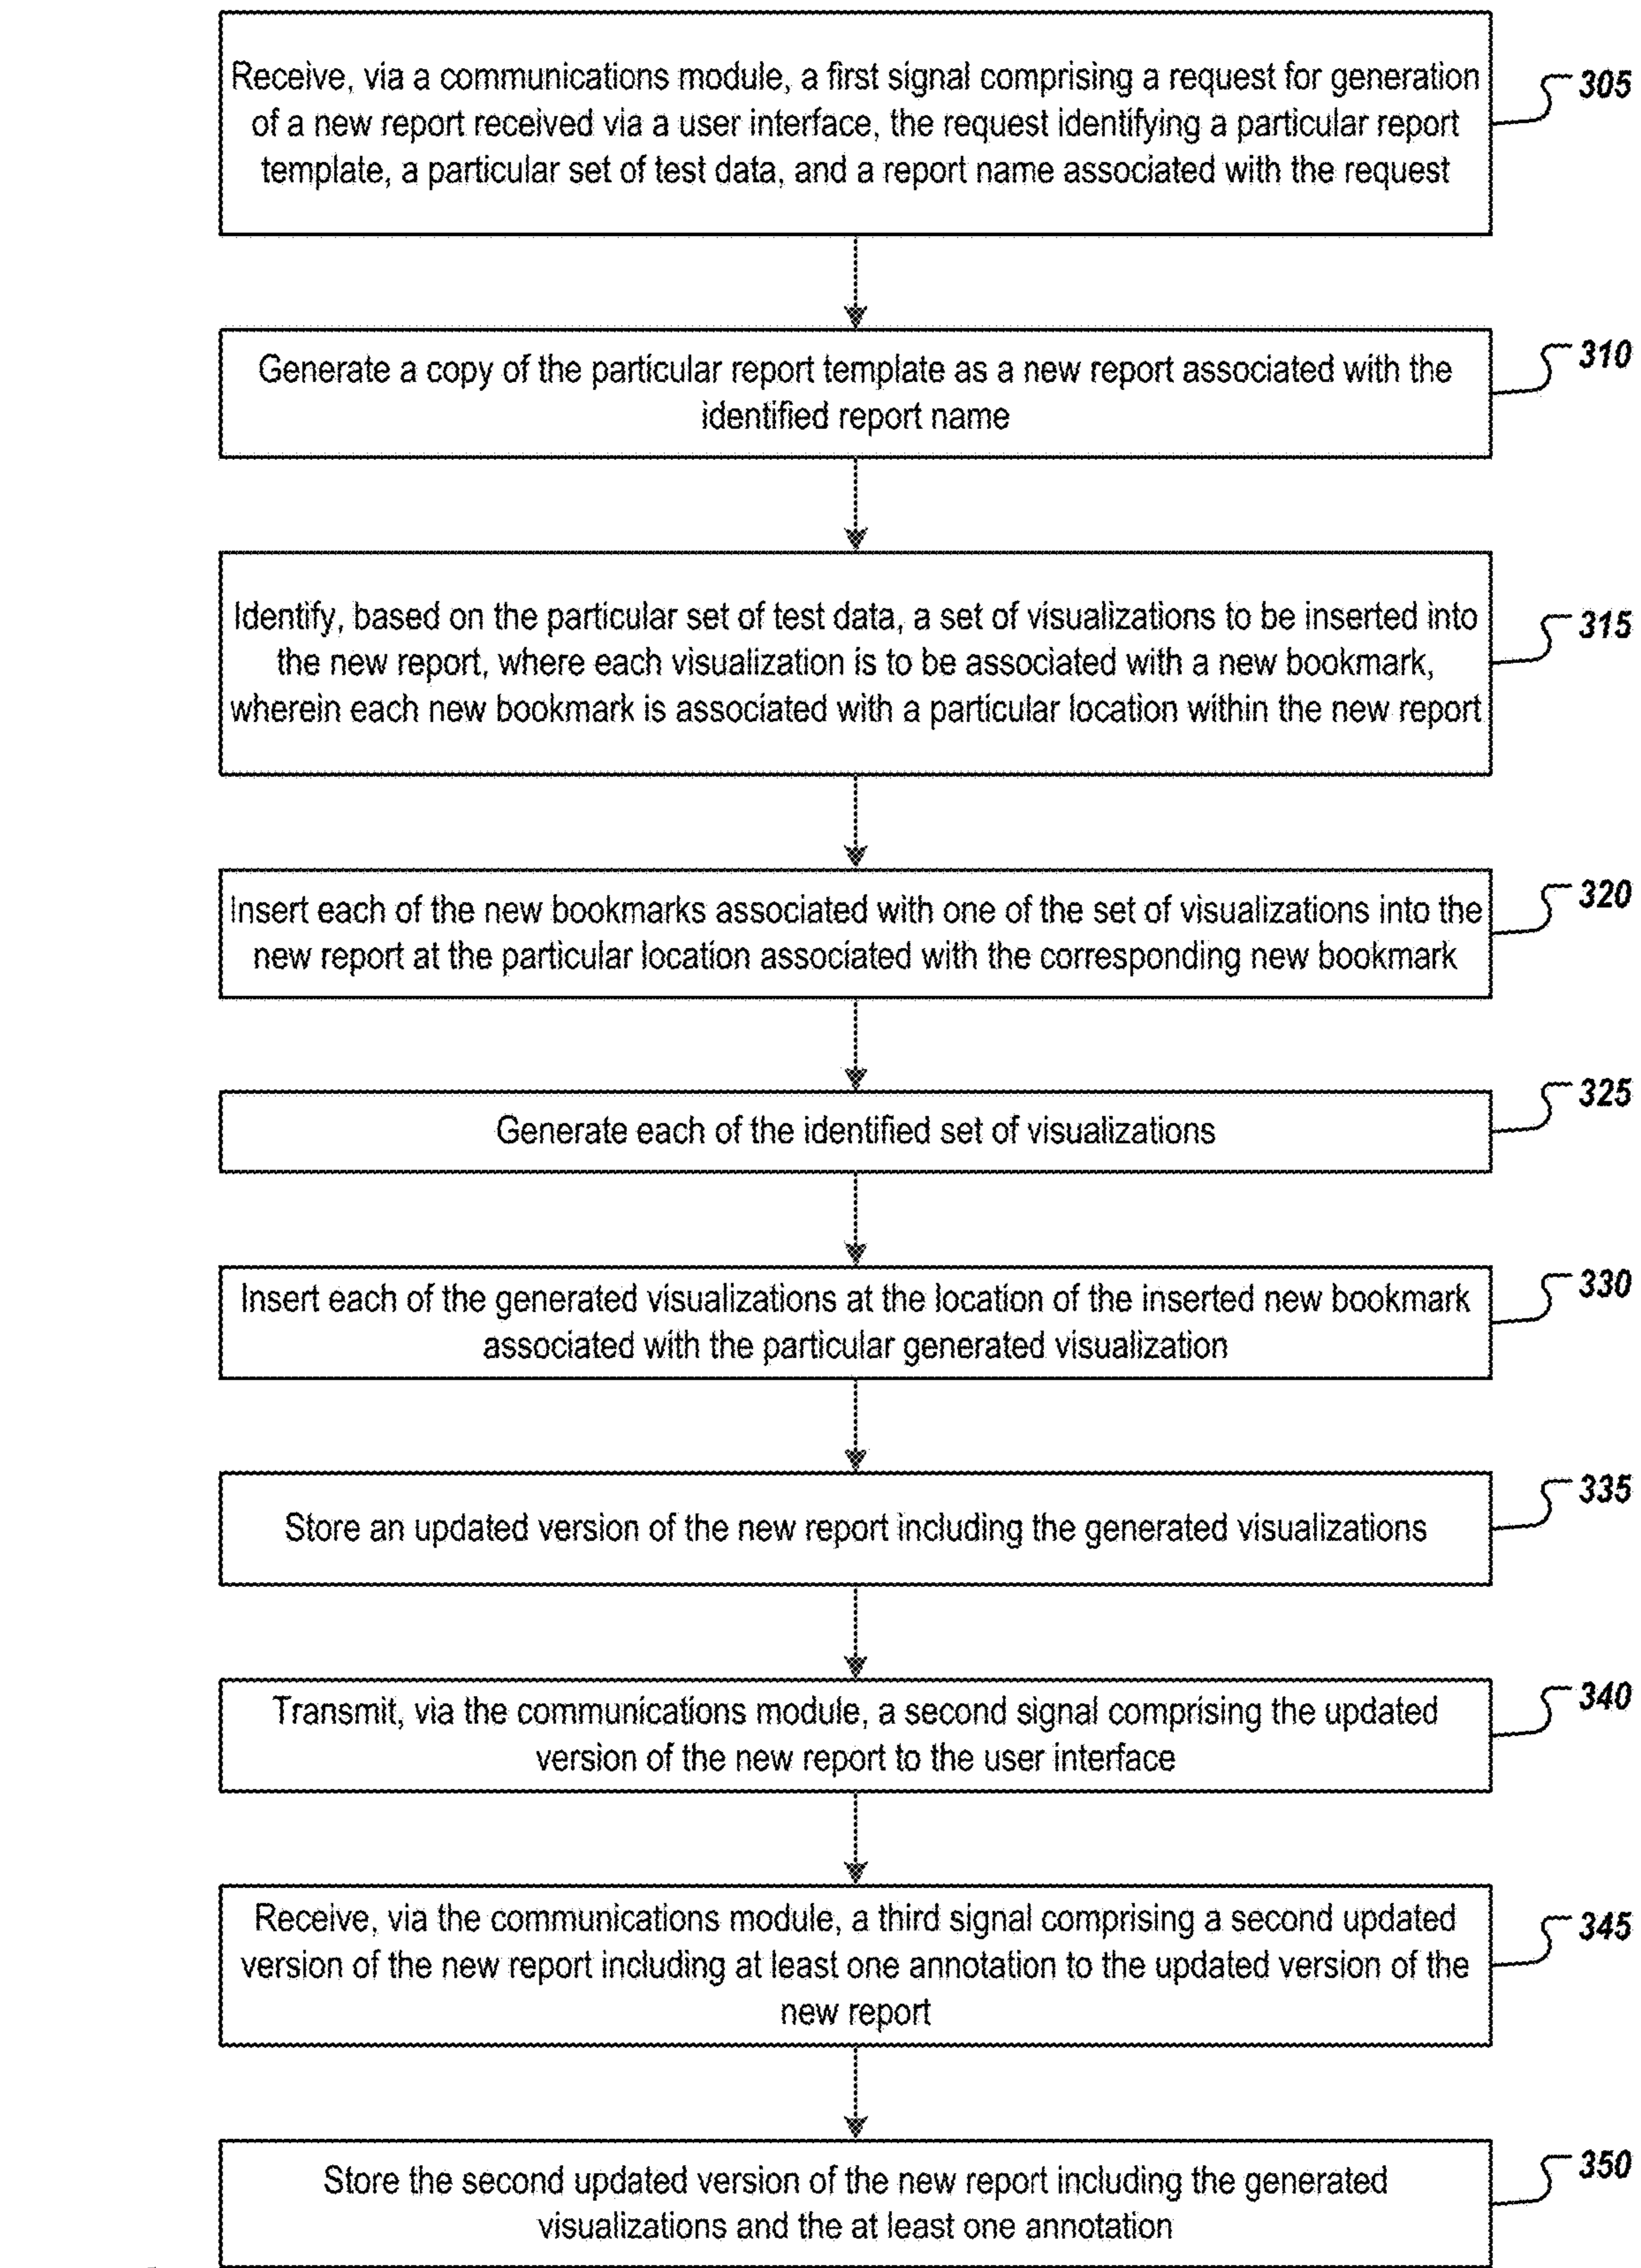 Receive, via a communications module, a first signal comprising a request for generation
of a new report received via a user interface, the request identifying a particular report
template, a particular set of test data, and a report name associated with the request
305
Generate a copy of the particular report template as a new report associated with the
identified report name
310
Identify, based on the particular set of test data, a set of visualizations to be inserted into
the new report, where each visualization is to be associated with a new bookmark,
wherein each new bookmark is associated with a particular location within the new report
315
Insert each of the new bookmarks associated with one of the set of visualizations into the
new report at the particular location associated with the corresponding new bookmark
320
Generate each of the identified set of visualizations
325
Insert each of the generated visualizations at the location of the inserted new bookmark
associated with the particular generated visualization
330
Store an updated version of the new report including the generated visualizations
335
Transmit, via the communications module, a second signal comprising the updated
version of the new report to the user interface
340
Receive, via the communications module, a third signal comprising a second updated
version of the new report including at least one annotation to the updated version of the
new report
345
Store the second updated version of the new report including the generated
visualizations and the at least one annotation
350